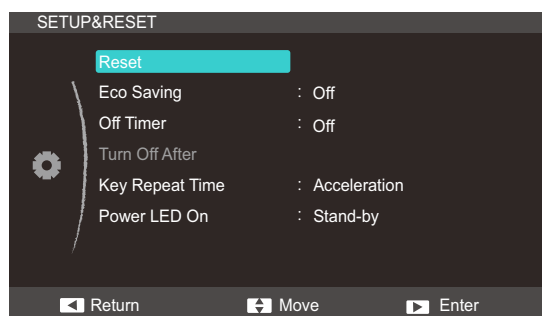 SETUP&RESET
Reset
Eco Saving : Off
Off Timer : Off
Turn Off After
Key Repeat Time : Acceleration
Power LED On : Stand-by
Return Move Enter